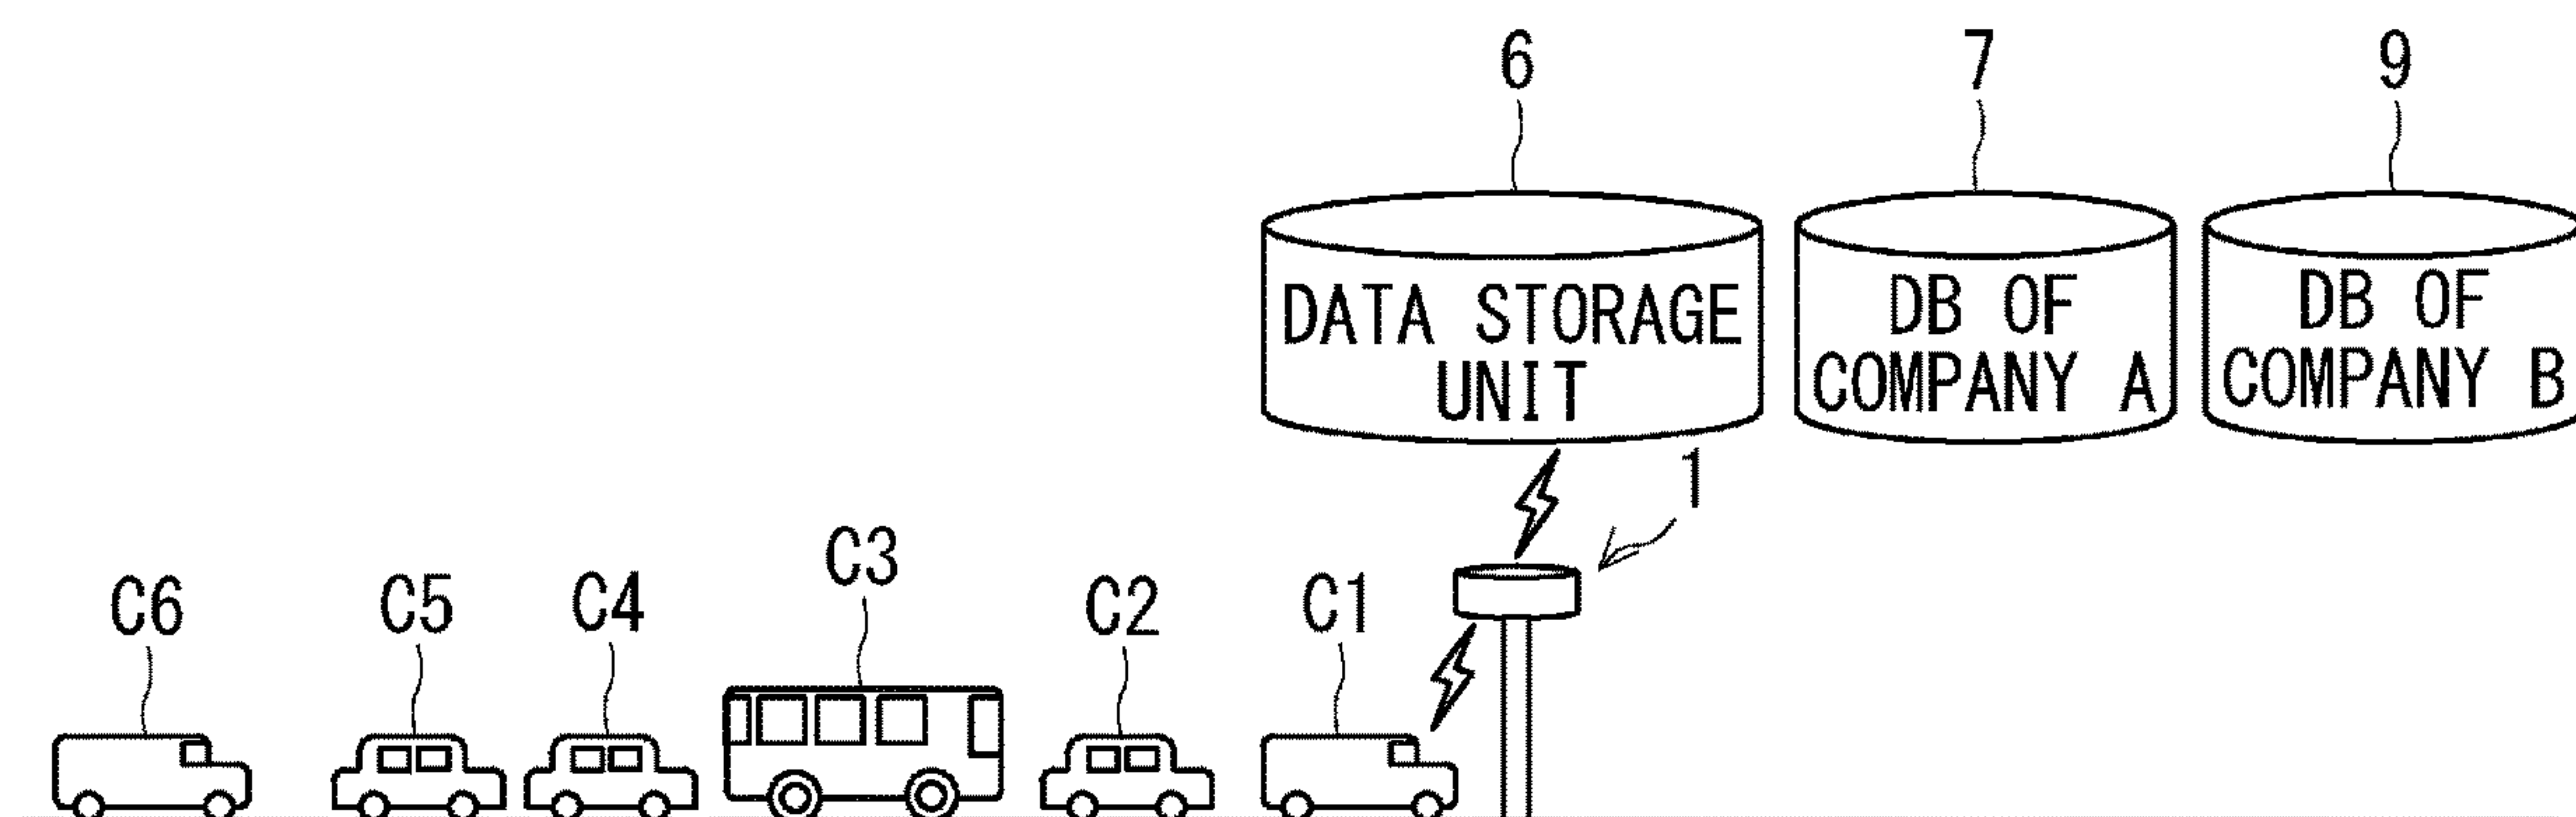 6
7
9
DATA STORAGE
UNIT
DB OF
COMPANY A
DB OF
COMPANY B
1
C6
C5
C4
C3
C2
C1